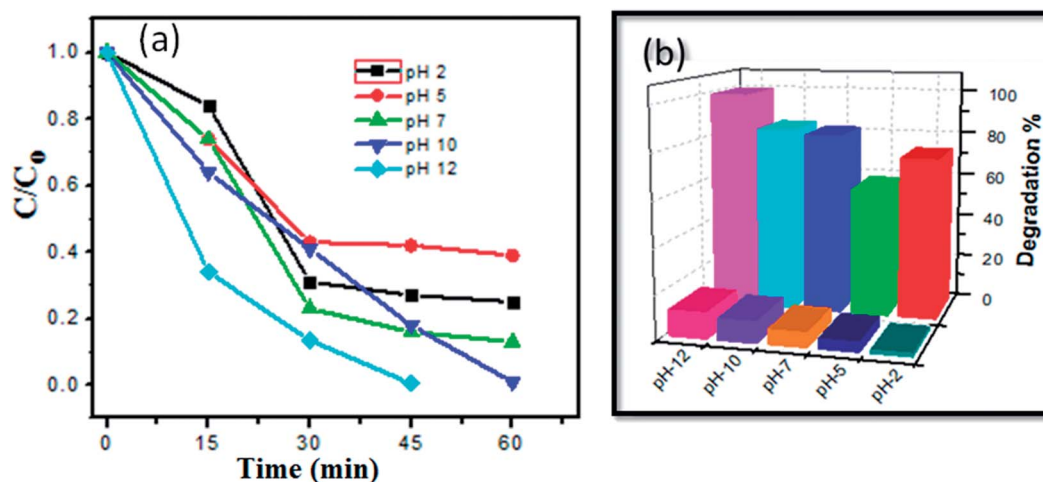 (a)
C/Co
1.0
0.8
0.6
0.4
0.2
0.0
pH 2
pH 5
pH 7
pH 10
pH 12
0 15 30 45 60
Time (min)
(b)
100
80
60
40
20
0
Degradation %
pH-12 pH-10 pH-7 pH-5 pH-2